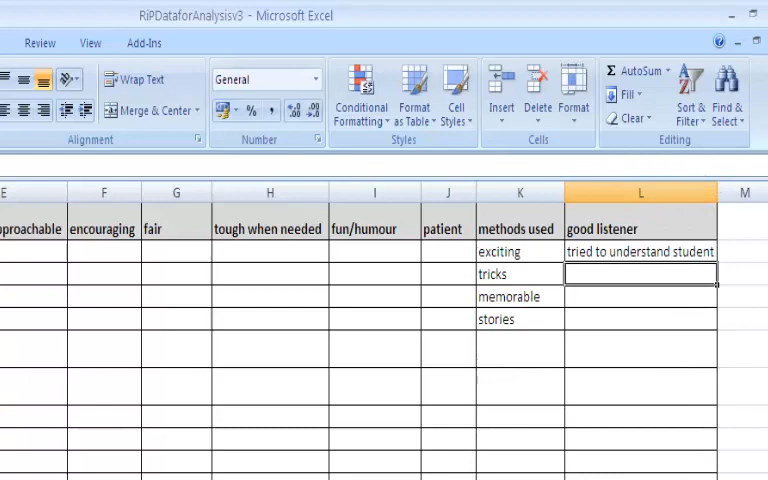 RiPDataforAnalysisv3 - Microsoft Excel
Review View Add-Ins
Wrap Text General AutoSum
Fill
Merge & Center % , Conditional Format Cell Insert Delete Format Clear Sort & Find &
Formatting as Table Styles Filter Select
Alignment Number Styles Cells Editing
E F G H I J K L M
pproachable encouraging fair tough when needed fun/humour patient methods used good listener
exciting tried to understand student
tricks
memorable
stories